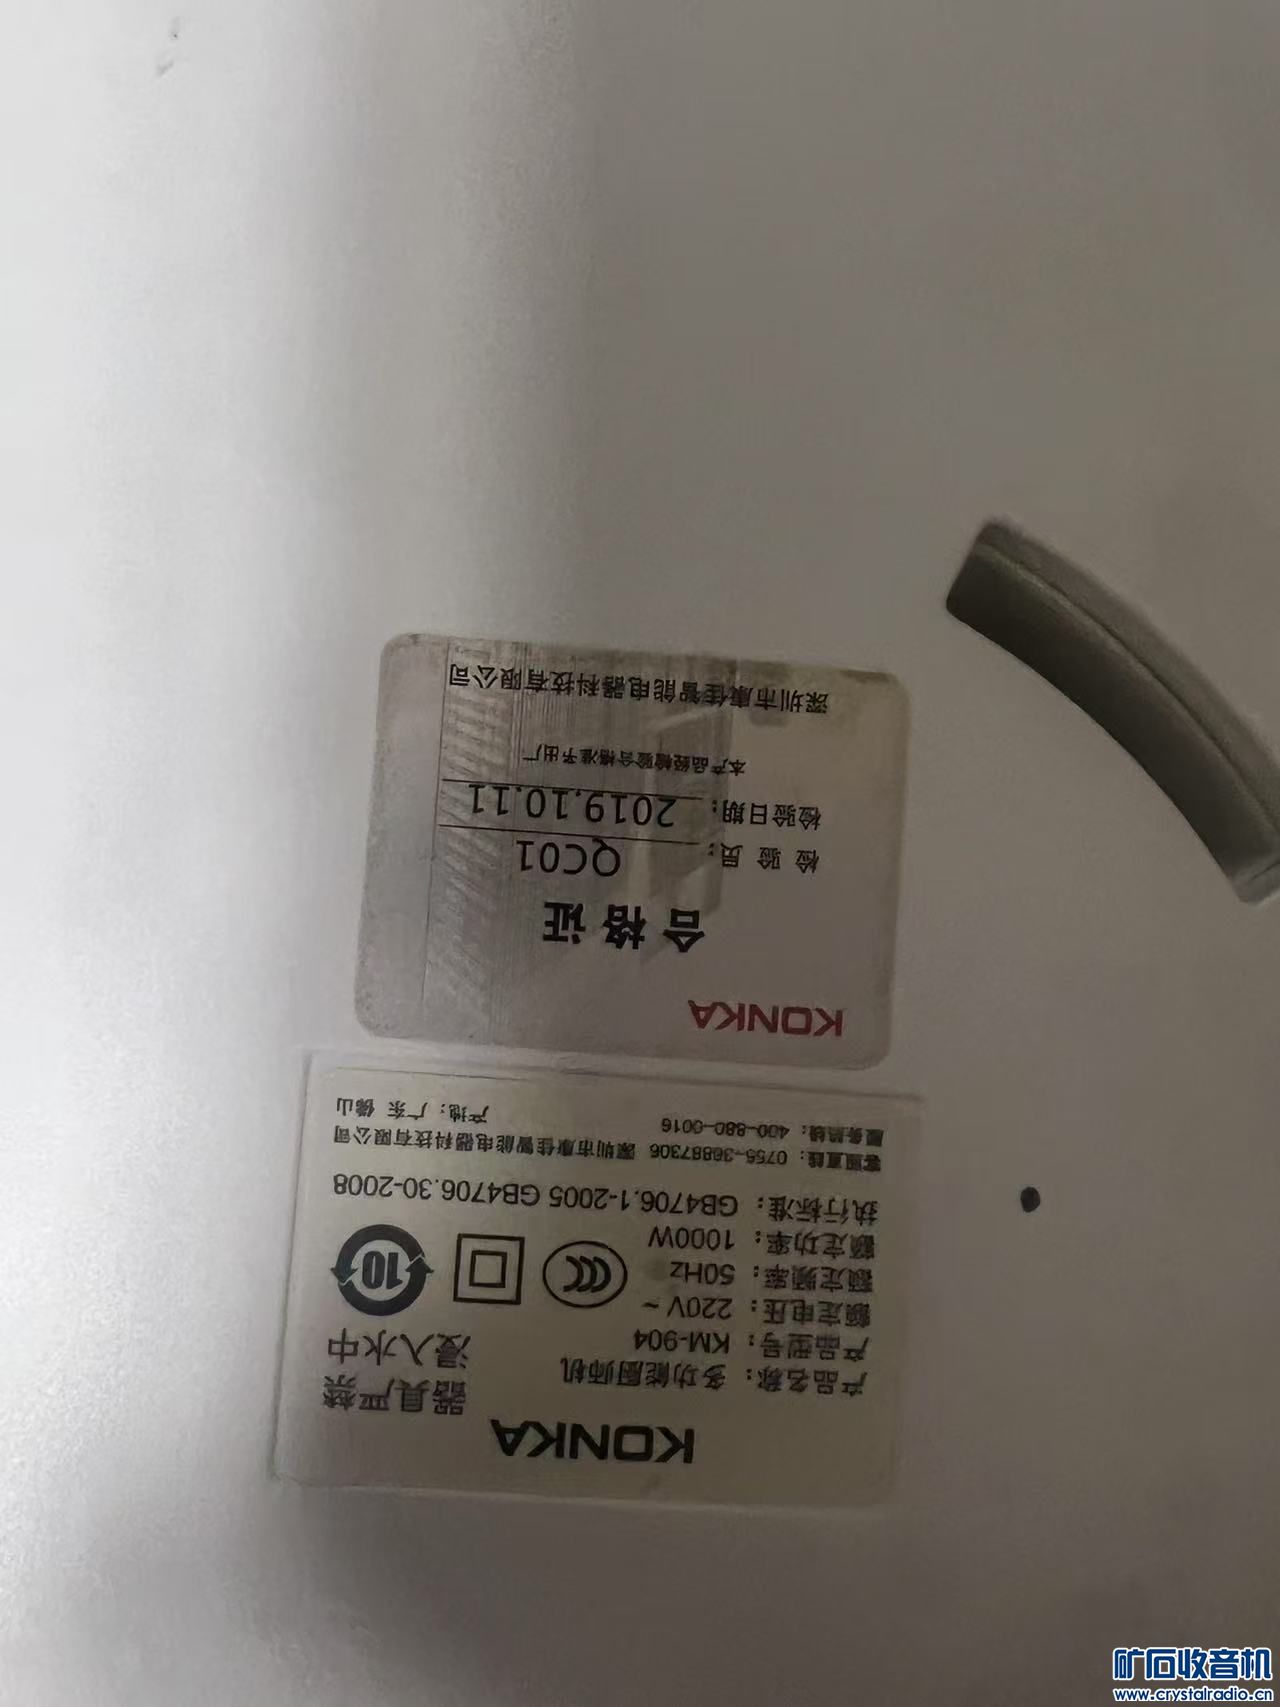 KONKA
产品名称：多功能厨师机
产品型号：KM-904
额定电压：220V~
额定频率：50Hz
额定功率：1000W
执行标准：GB4706.1-2005 GB4706.30-2008
客服直线：0755-36887306 深圳市康佳智能电器科技有限公司
服务热线：400-880-0016 产地：广东 佛山
器具严禁
浸入水中
10
KONKA
合格证
检验员：QC01
检验日期：2019.10.11
本产品经检验合格准予出厂
深圳市康佳智能电器科技有限公司
矿石收音机
www.crystalradio.cn